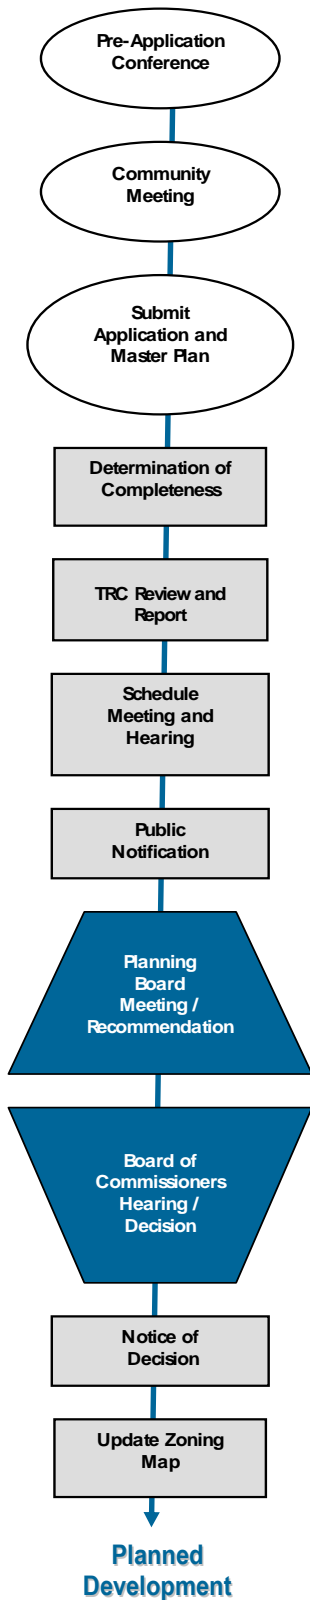 Pre-Application
Conference
Community
Meeting
Submit
Application and
Master Plan
Determination of
Completeness
TRC Review and
Report
Schedule
Meeting and
Hearing
Public
Notification
Planning
Board
Meeting /
Recommendation
Board of
Commissioners
Hearing /
Decision
Notice of
Decision
Update Zoning
Map
Planned
Development